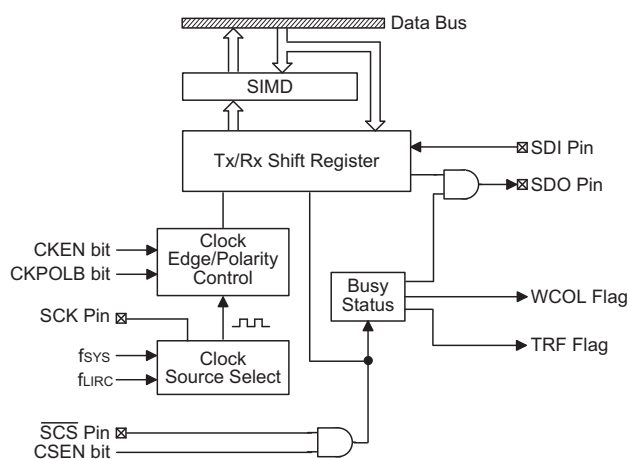 Data Bus
SIMD
Tx/Rx Shift Register
SDI Pin
SDO Pin
CKEN bit
CKPOLB bit
Clock
Edge/Polarity
Control
Busy
Status
WCOL Flag
TRF Flag
SCK Pin
fSYS
fLIRC
Clock
Source Select
SCS Pin
CSEN bit